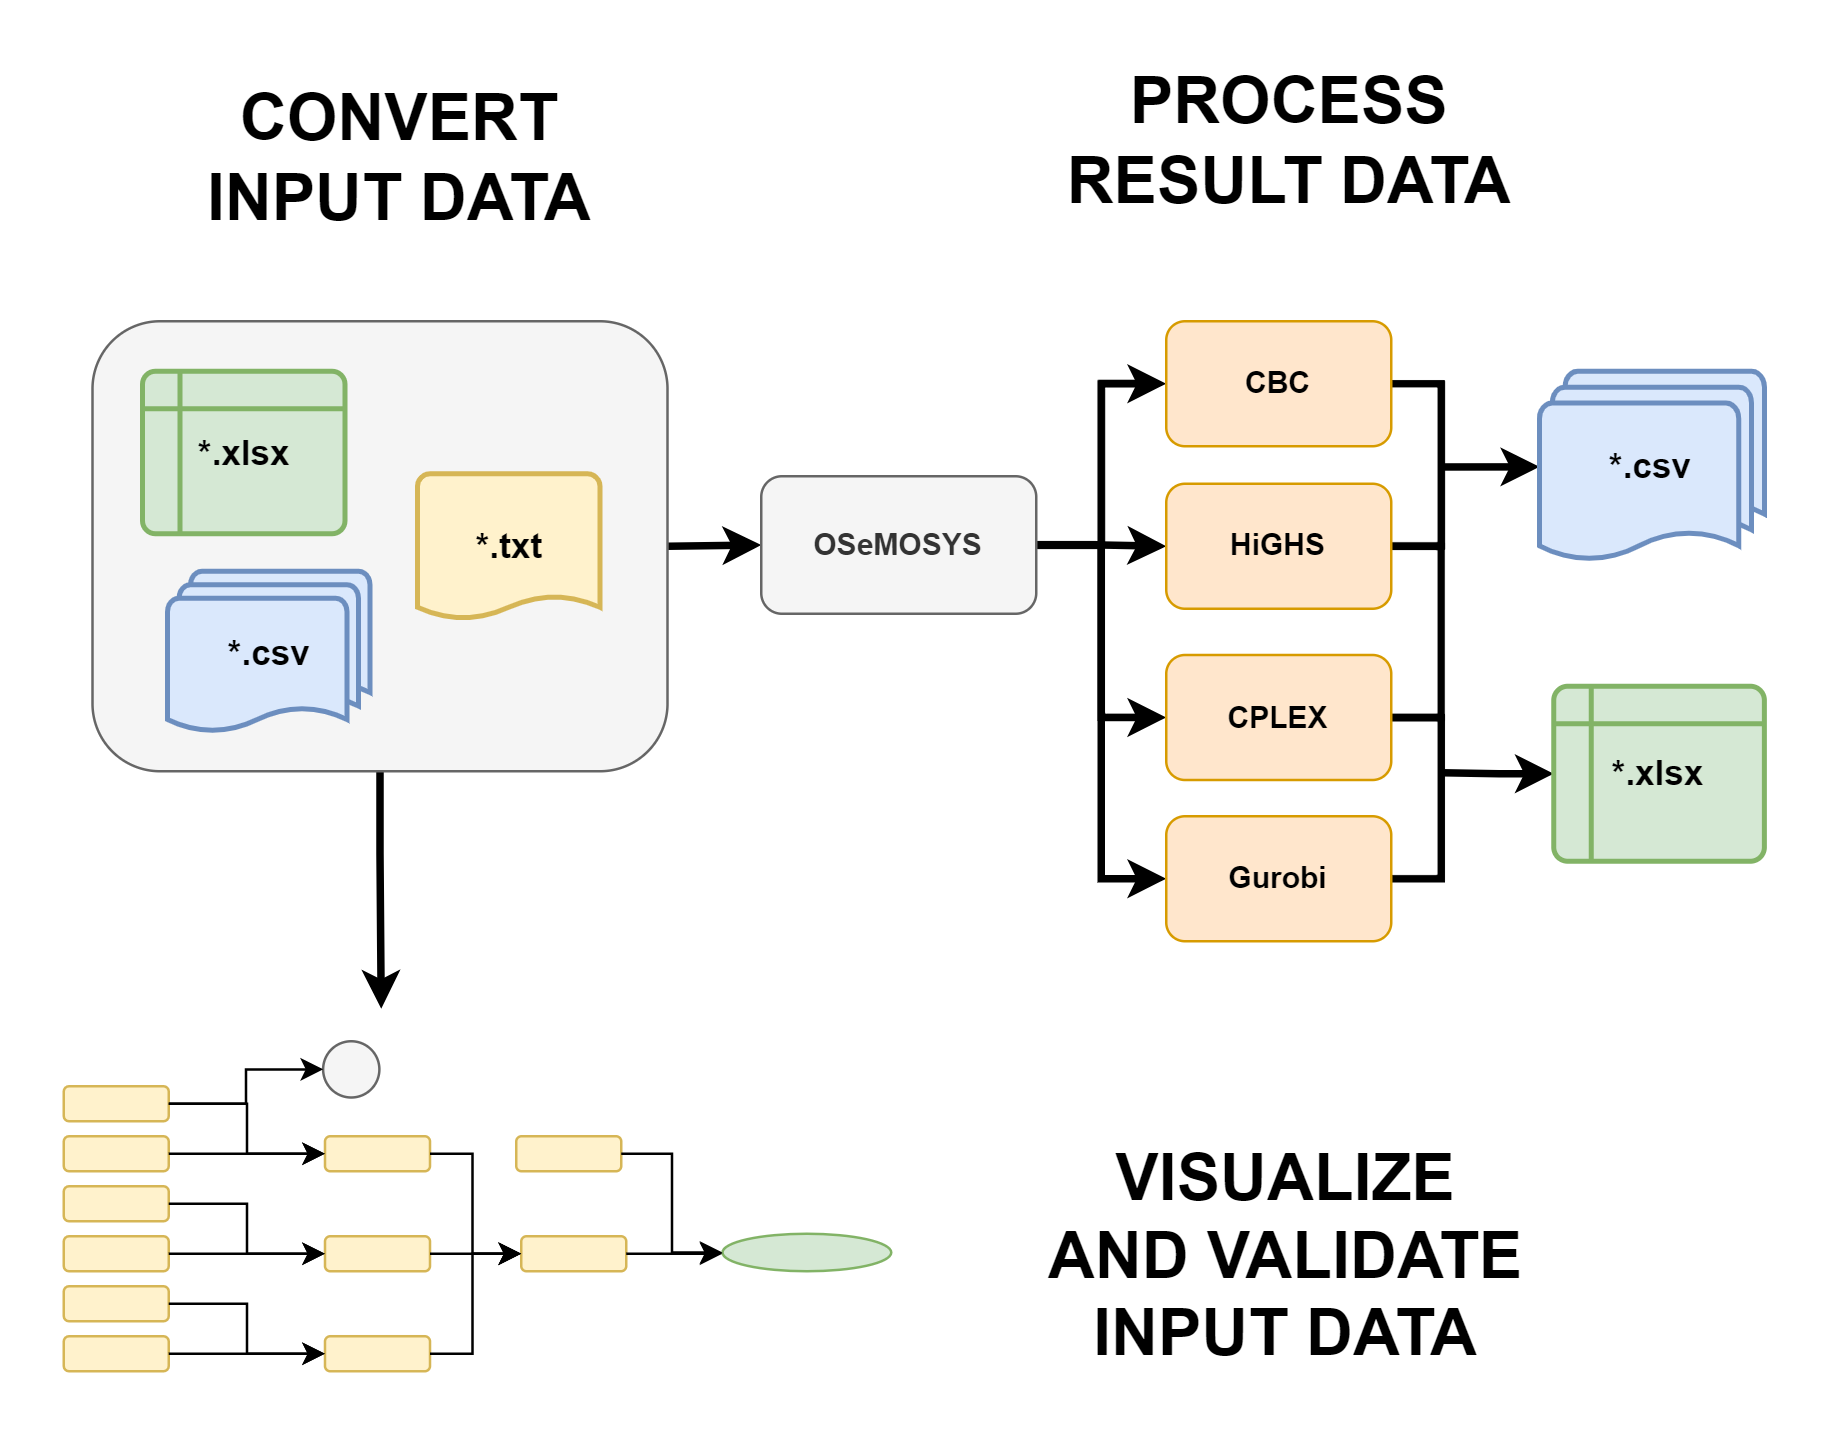 CONVERT
INPUT DATA
PROCESS
RESULT DATA
*.xlsx
*.txt
*.csv
OSeMOSYS
CBC
HiGHS
CPLEX
Gurobi
*.csv
*.xlsx
VISUALIZE
AND VALIDATE
INPUT DATA